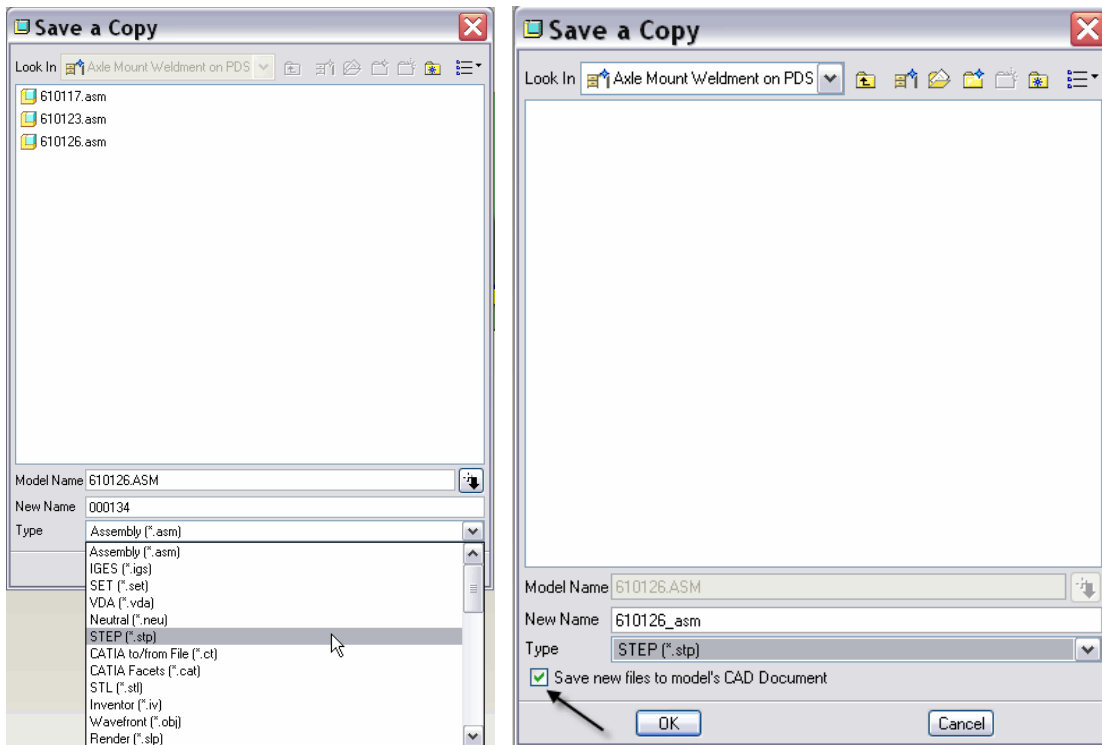 Save a Copy
Look In Axle Mount Weldment on PDS
610117.asm
610123.asm
610126.asm
Model Name 610126.ASM
New Name 000134
Type Assembly (*.asm)
Assembly (*.asm)
IGES (*.igs)
SET (*.set)
VDA (*.vda)
Neutral (*.neu)
STEP (*.stp)
CATIA to/from File (*.ct)
CATIA Facets (*.cat)
STL (*.stl)
Inventor (*.iv)
Wavefront (*.obj)
Render (*.slp)
Save a Copy
Look In Axle Mount Weldment on PDS
Model Name 610126.ASM
New Name 610126_asm
Type STEP (*.stp)
Save new files to model's CAD Document
OK Cancel